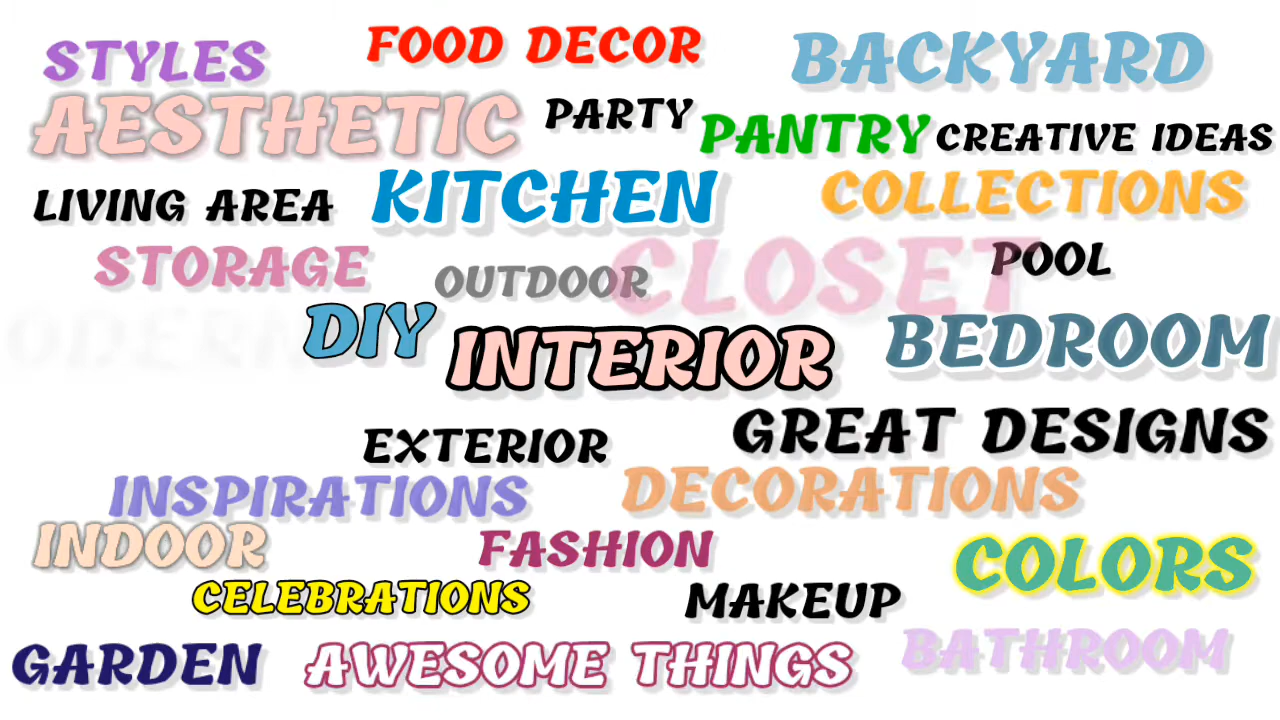 STYLES
FOOD DECOR
BACKYARD
AESTHETIC
PARTY
PANTRY
CREATIVE IDEAS
LIVING AREA
KITCHEN
COLLECTIONS
STORAGE
OUTDOOR
CLOSET
POOL
DIY
INTERIOR
BEDROOM
EXTERIOR
GREAT DESIGNS
INSPIRATIONS
DECORATIONS
INDOOR
FASHION
COLORS
CELEBRATIONS
MAKEUP
GARDEN
AWESOME THINGS
BATHROOM